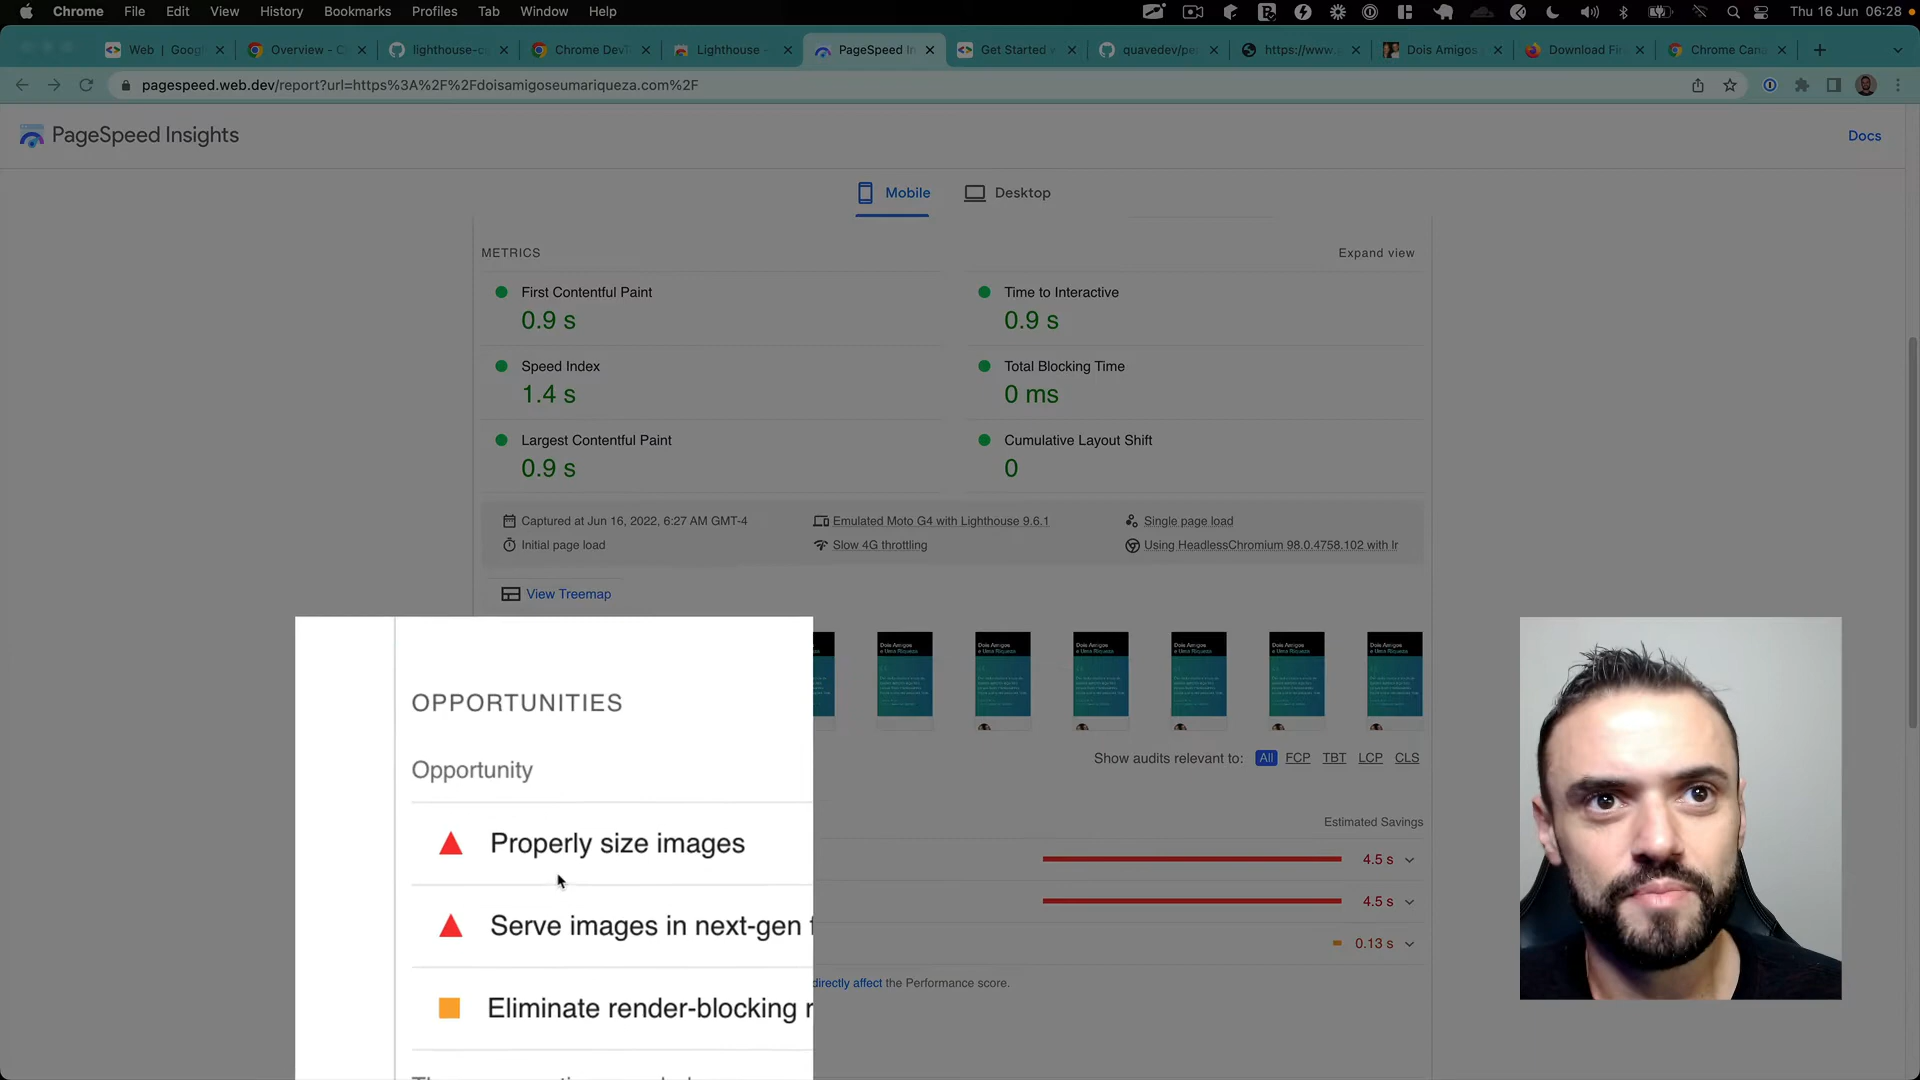 Chrome File Edit View History Bookmarks Profiles Tab Window Help Thu 16 Jun 06:28
Web | Goog Overview - C lighthouse-c Chrome DevT Lighthouse - PageSpeed In Get Started quavedev/pe https://www. Dois Amigos Download Fir Chrome Cana
pagespeed.web.dev/report?url=https%3A%2F%2Fdoisamigoseumariqueza.com%2F
PageSpeed Insights
Docs
Mobile Desktop
METRICS Expand view
First Contentful Paint
0.9 s
Time to Interactive
0.9 s
Speed Index
1.4 s
Total Blocking Time
0 ms
Largest Contentful Paint
0.9 s
Cumulative Layout Shift
0
Captured at Jun 16, 2022, 6:27 AM GMT-4
Emulated Moto G4 with Lighthouse 9.6.1
Single page load
Initial page load
Slow 4G throttling
Using HeadlessChromium 98.0.4758.102 with lr
View Treemap
Show audits relevant to: All FCP TBT LCP CLS
OPPORTUNITIES
Opportunity
Estimated Savings
Properly size images
4.5 s
Serve images in next-gen f
4.5 s
Eliminate render-blocking r
0.13 s
directly affect the Performance score.